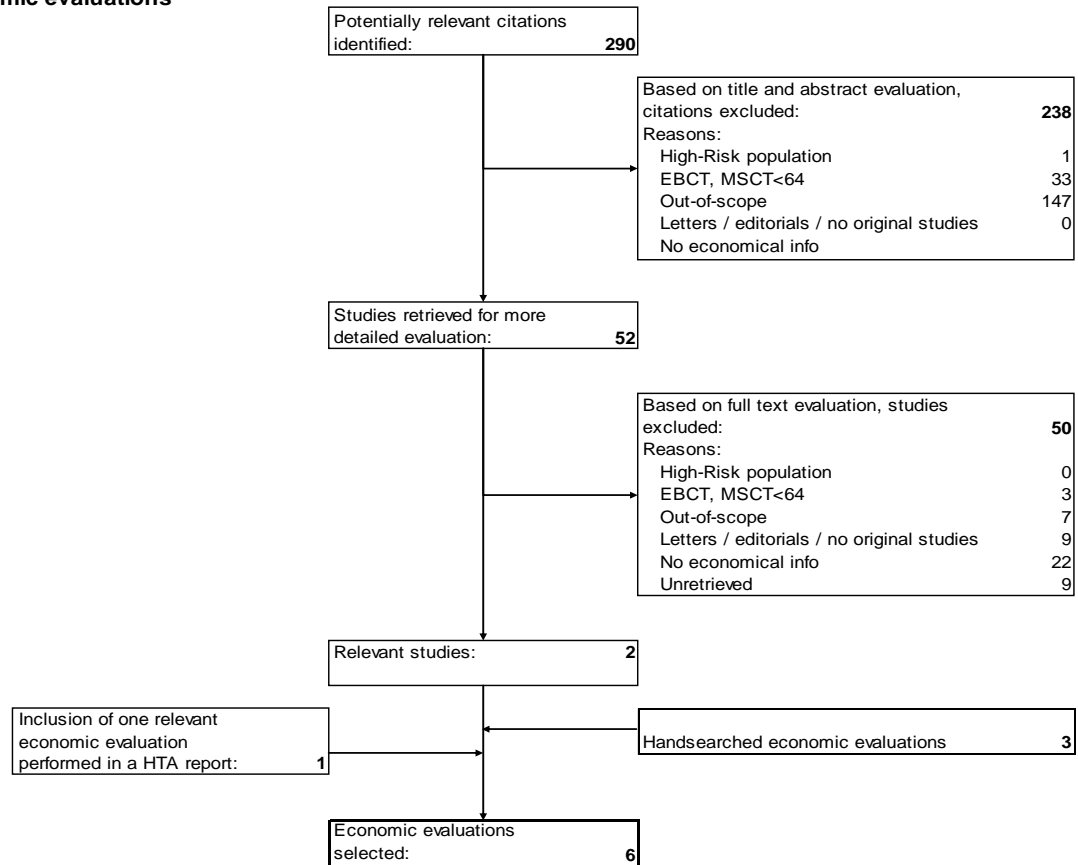 mic evaluations
Potentially relevant citations
identified: 290
Based on title and abstract evaluation,
citations excluded: 238
Reasons:
High-Risk population 1
EBCT, MSCT<64 33
Out-of-scope 147
Letters / editorials / no original studies 0
No economical info
Studies retrieved for more
detailed evaluation: 52
Based on full text evaluation, studies
excluded: 50
Reasons:
High-Risk population 0
EBCT, MSCT<64 3
Out-of-scope 7
Letters / editorials / no original studies 9
No economical info 22
Unretrieved 9
Relevant studies: 2
Inclusion of one relevant
economic evaluation
performed in a HTA report: 1
Handsearched economic evaluations 3
Economic evaluations
selected: 6